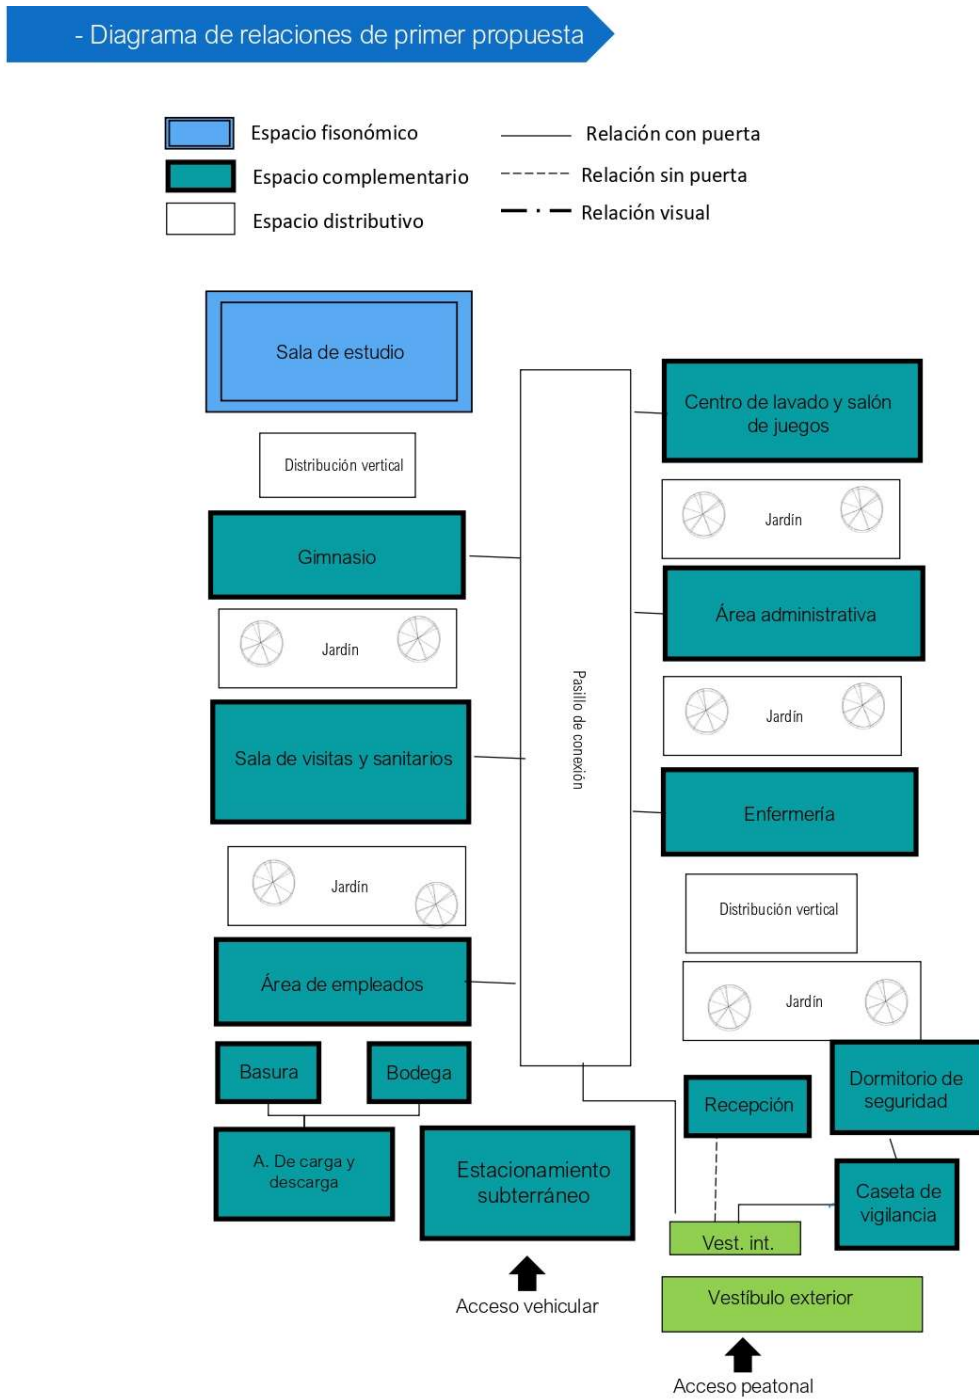 - Diagrama de relaciones de primer propuesta
Espacio fisonómico
Relación con puerta
Espacio complementario
Relación sin puerta
Espacio distributivo
Relación visual
Sala de estudio
Centro de lavado y salón
de juegos
Distribución vertical
Jardín
Gimnasio
Área administrativa
Jardín
Pasillo de conexión
Jardín
Sala de visitas y sanitarios
Enfermería
Jardín
Distribución vertical
Área de empleados
Jardín
Basura
Bodega
Recepción
Dormitorio de
seguridad
A. De carga y
descarga
Estacionamiento
subterráneo
Caseta de
vigilancia
Vest. int.
Vestíbulo exterior
Acceso vehicular
Acceso peatonal